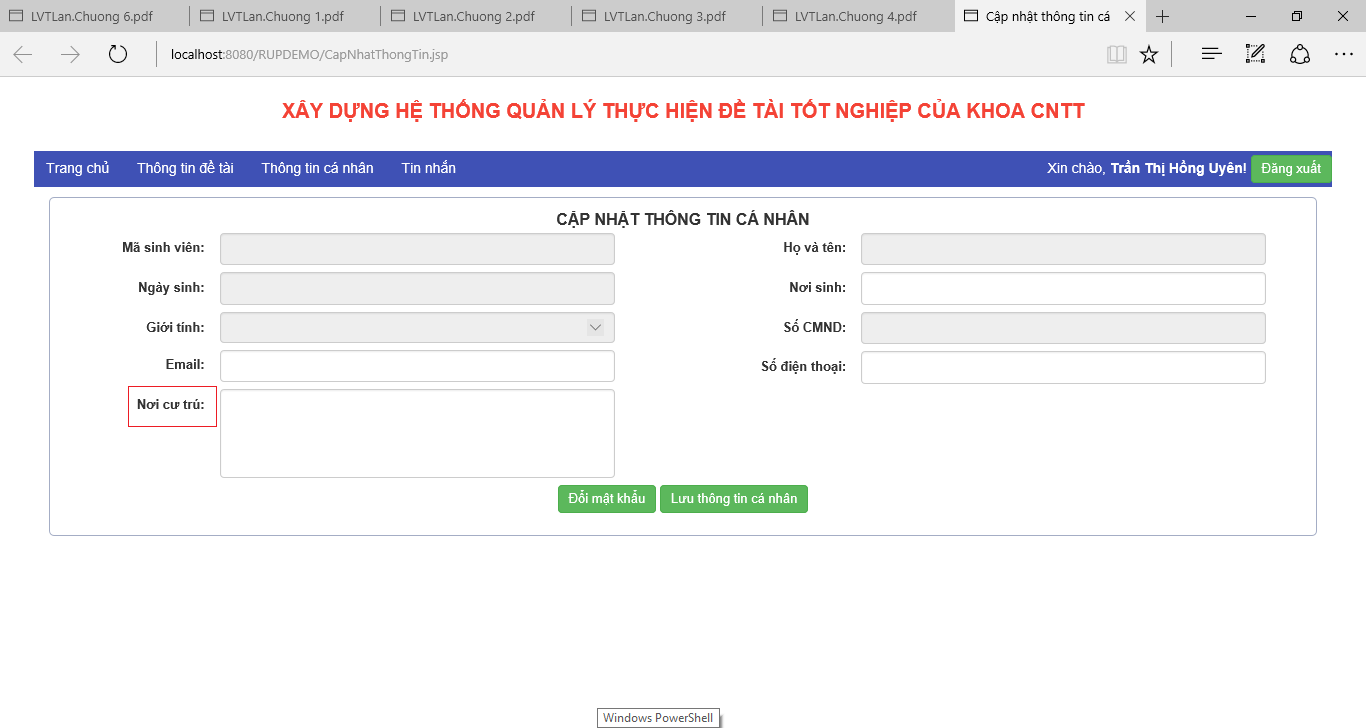 LVTLan.Chuong 6.pdf LVTLan.Chuong 1.pdf LVTLan.Chuong 2.pdf LVTLan.Chuong 3.pdf LVTLan.Chuong 4.pdf Cập nhật thông tin cá
localhost:8080/RUPDEMO/CapNhatThongTin.jsp
XÂY DỰNG HỆ THỐNG QUẢN LÝ THỰC HIỆN ĐỀ TÀI TỐT NGHIỆP CỦA KHOA CNTT
Trang chủ Thông tin đề tài Thông tin cá nhân Tin nhắn Xin chào, Trần Thị Hồng Uyên! Đăng xuất
CẬP NHẬT THÔNG TIN CÁ NHÂN
Mã sinh viên: Họ và tên:
Ngày sinh: Nơi sinh:
Giới tính: Số CMND:
Email: Số điện thoại:
Nơi cư trú:
Đổi mật khẩu Lưu thông tin cá nhân
Windows PowerShell